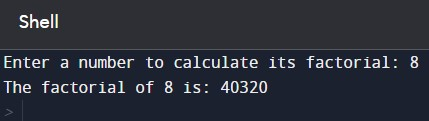 Shell
Enter a number to calculate its factorial: 8
The factorial of 8 is: 40320
>